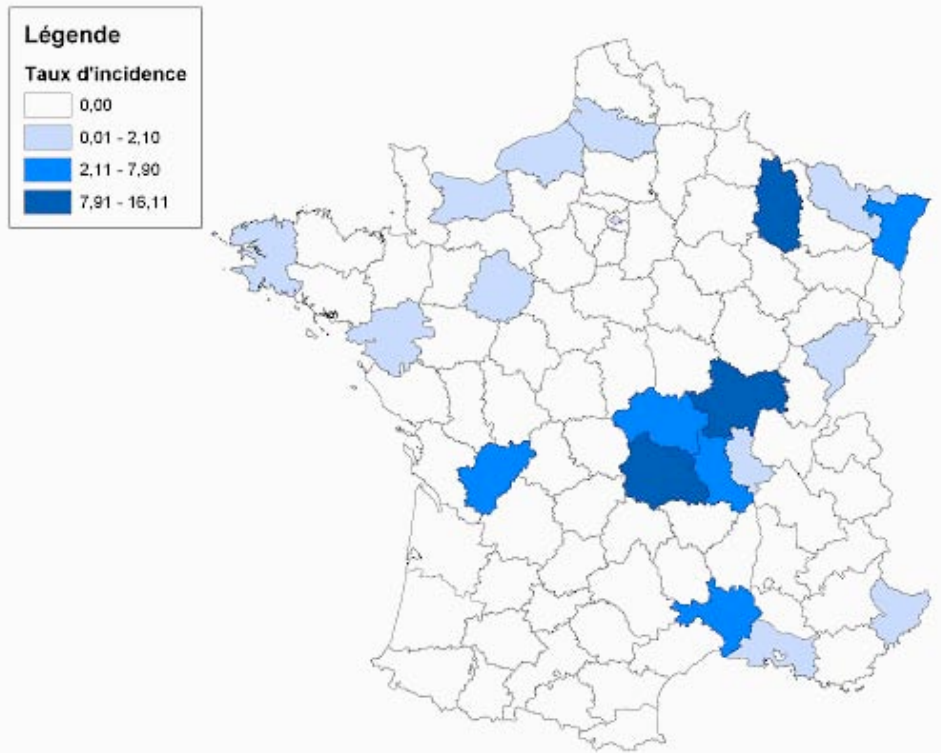 Légende
Taux d'incidence
0,00
0,01 - 2,10
2,11 - 7,90
7,91 - 16,11